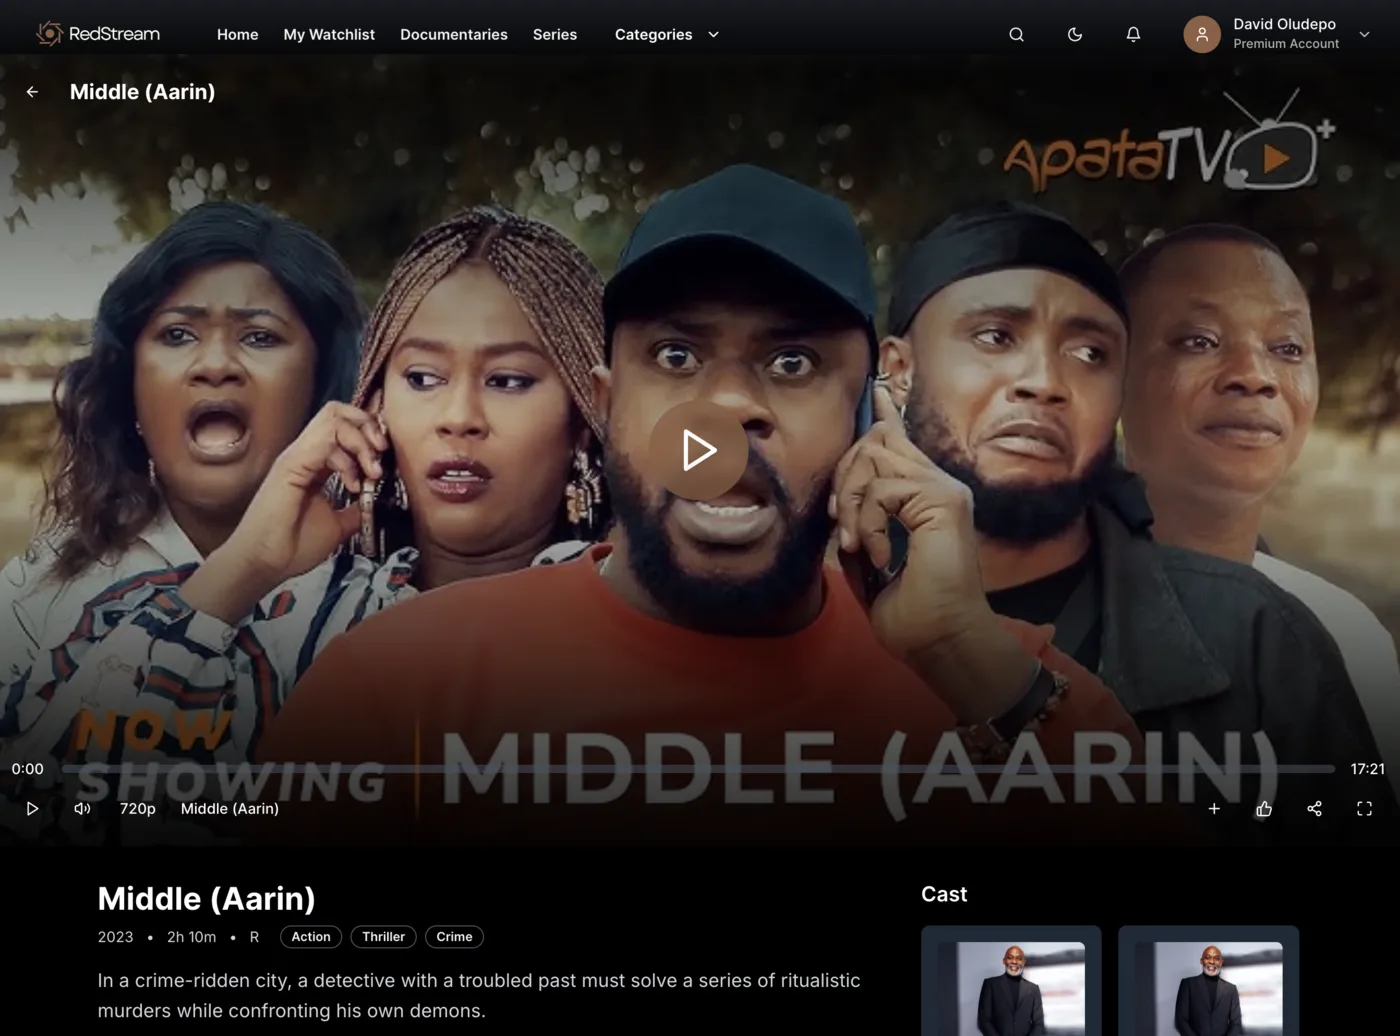 RedStream
Home
My Watchlist
Documentaries
Series
Categories
David Oludepo
Premium Account
Middle (Aarin)
ApataTV+
NOW
SHOWING
MIDDLE (AARIN)
0:00
17:21
720p
Middle (Aarin)
Middle (Aarin)
2023 • 2h 10m • R
Action
Thriller
Crime
In a crime-ridden city, a detective with a troubled past must solve a series of ritualistic
murders while confronting his own demons.
Cast